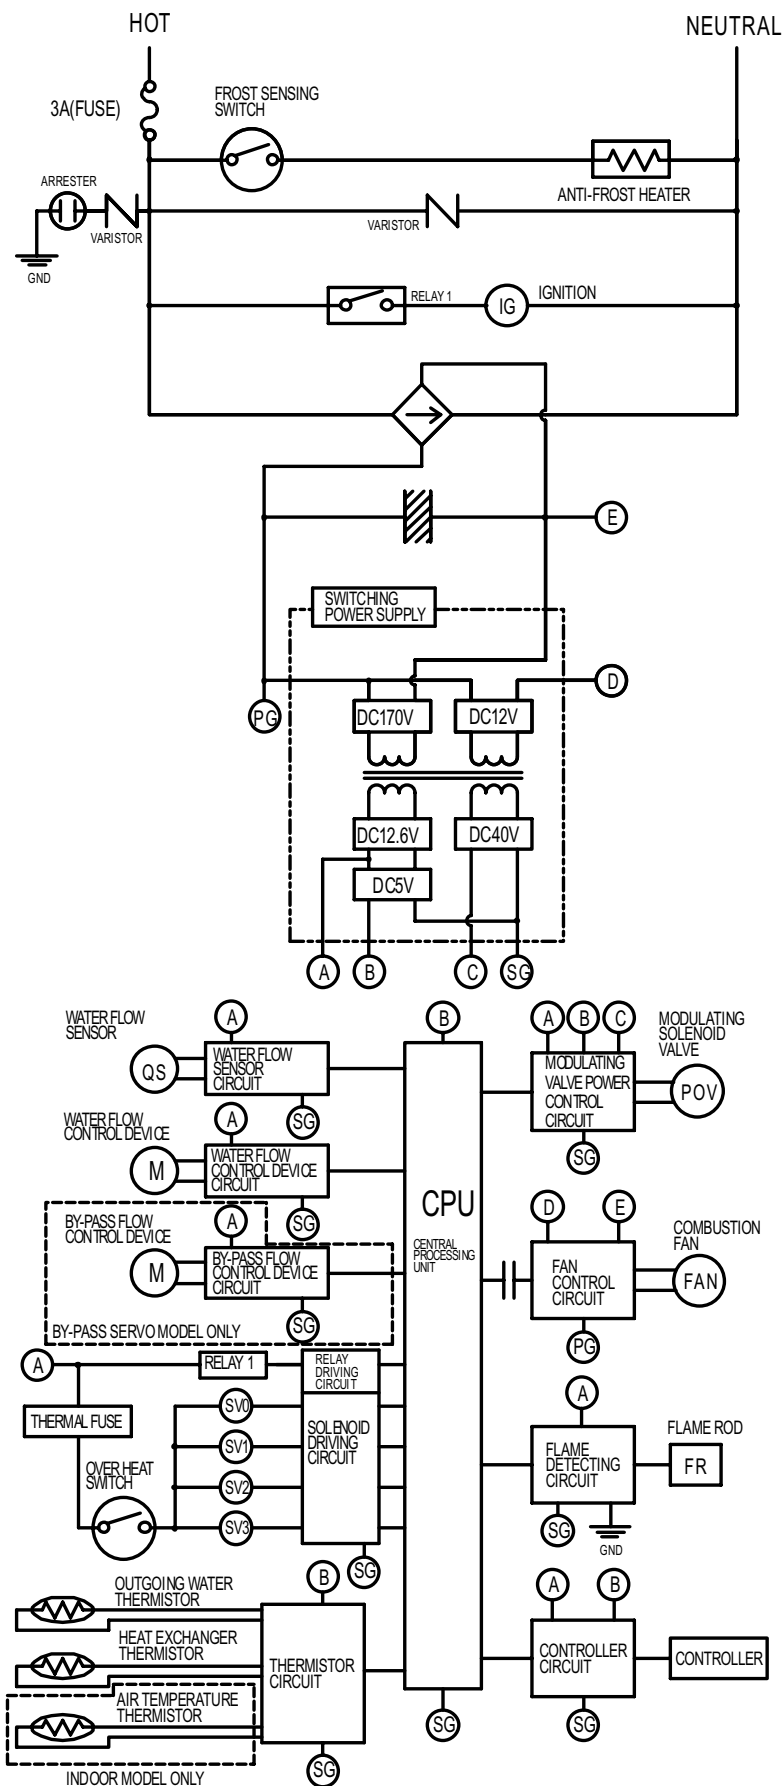 HOT
NEUTRAL
3A(FUSE)
FROST SENSING
SWITCH
ARRESTER
ANTI-FROST HEATER
VARISTOR
VARISTOR
GND
RELAY 1
IG
IGNITION
E
SWITCHING
POWER SUPPLY
D
PG
DC170V
DC12V
DC12.6V
DC40V
DC5V
A
B
C
SG
WATER FLOW
SENSOR
A
QS
WATER FLOW
SENSOR
CIRCUIT
SG
WATER FLOW
CONTROL DEVICE
A
M
WATER FLOW
CONTROL DEVICE
CIRCUIT
SG
BY-PASS FLOW
CONTROL DEVICE
A
M
BY-PASS FLOW
CONTROL DEVICE
CIRCUIT
SG
BY-PASS SERVO MODEL ONLY
B
CPU
CENTRAL
PROCESSING
UNIT
SG
A
B
C
MODULATING
SOLENOID
VALVE
MODULATING
VALVE POWER
CONTROL
CIRCUIT
POV
SG
D
E
COMBUSTION
FAN
FAN
CONTROL
CIRCUIT
FAN
PG
A
RELAY 1
RELAY
DRIVING
CIRCUIT
THERMAL FUSE
SV0
SV1
SV2
SV3
SOLENOID
DRIVING
CIRCUIT
OVER HEAT
SWITCH
SG
A
FLAME ROD
FLAME
DETECTING
CIRCUIT
FR
SG
GND
OUTGOING WATER
THERMISTOR
HEAT EXCHANGER
THERMISTOR
AIR TEMPERATURE
THERMISTOR
INDOOR MODEL ONLY
B
THERMISTOR
CIRCUIT
SG
A
B
CONTROLLER
CIRCUIT
CONTROLLER
SG